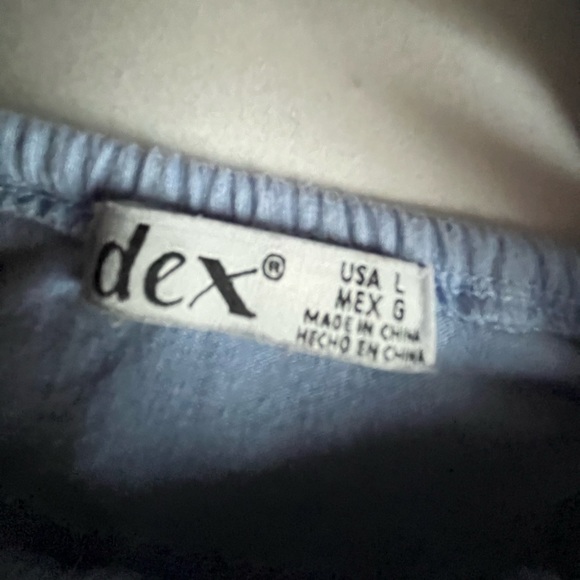 dex®
USA L
MEX G
MADE IN CHINA
HECHO EN CHINA